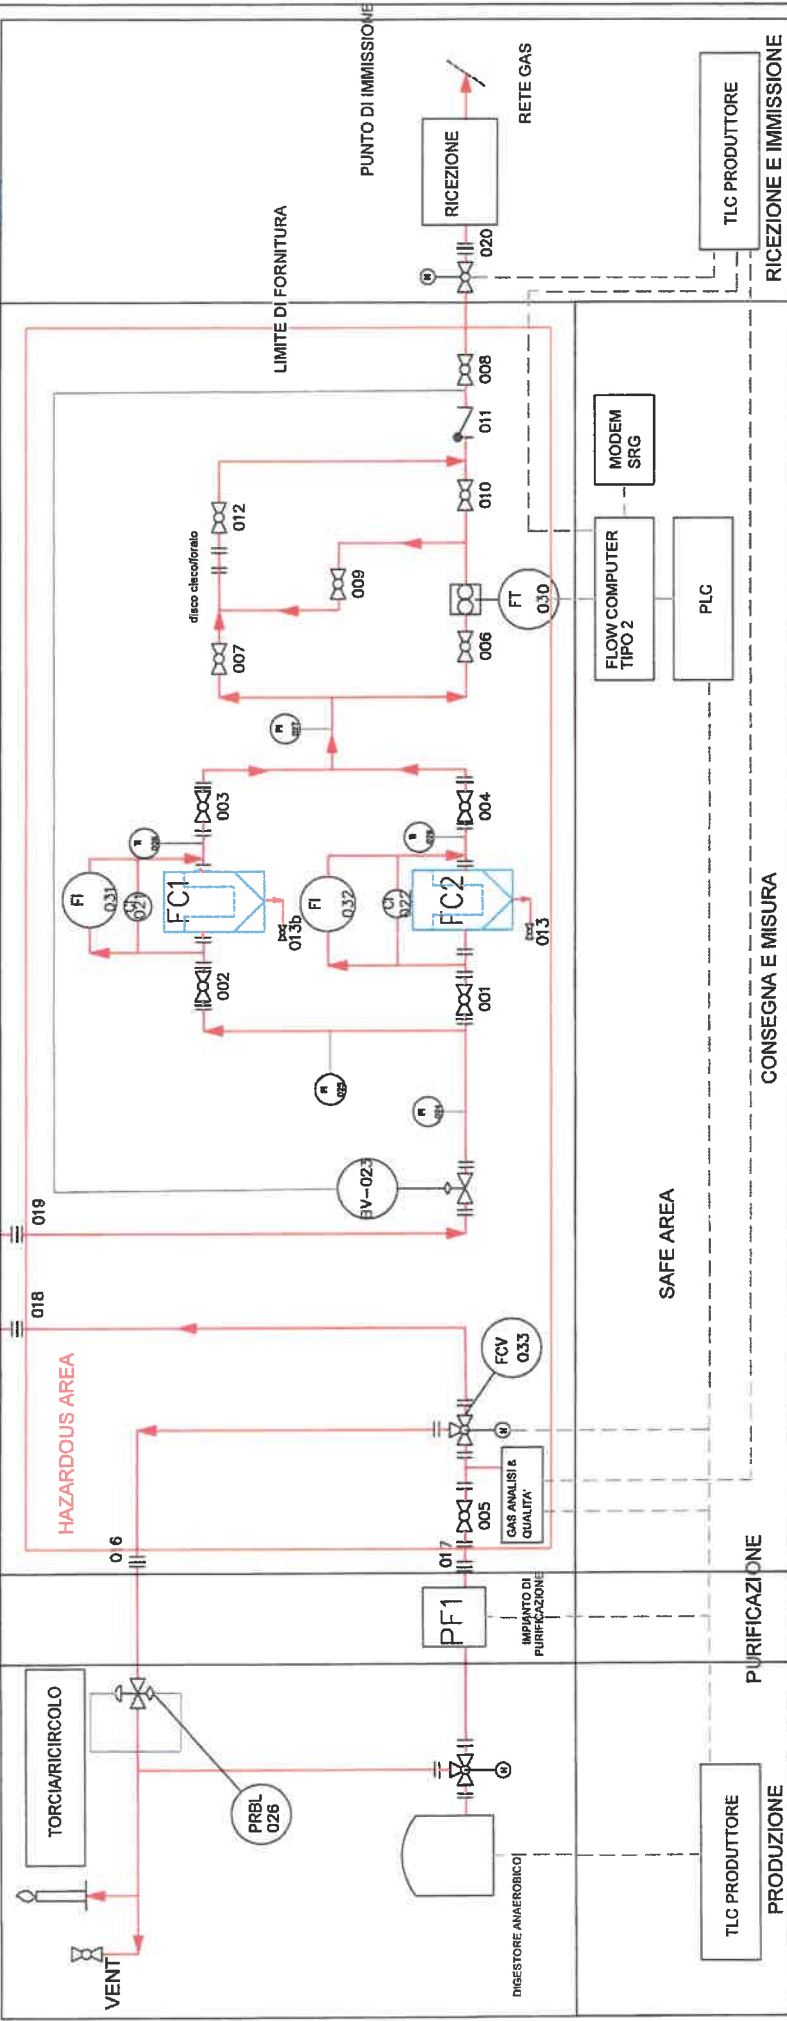 TORCIA/RICIRCOLO
VENT
PRBL
026
DIGESTORE ANAEROBICO
TLC PRODUTTORE
PRODUZIONE
PF1
IMPIANTO DI
PURIFICAZIONE
PURIFICAZIONE
HAZARDOUS AREA
016
017
005
GAS ANALISI &
QUALITA'
FCV
033
018
019
SAFE AREA
BV-023
FI
031
021
FC1
002
003
013b
FI
032
022
FC2
001
004
013
007
disco cieco/forato
012
009
006
FT
030
010
011
008
FLOW COMPUTER
TIPO 2
MODEM
SRG
PLC
CONSEGNA E MISURA
LIMITE DI FORNITURA
PUNTO DI IMMISSIONE
RETE GAS
RICEZIONE
020
TLC PRODUTTORE
RICEZIONE E IMMISSIONE